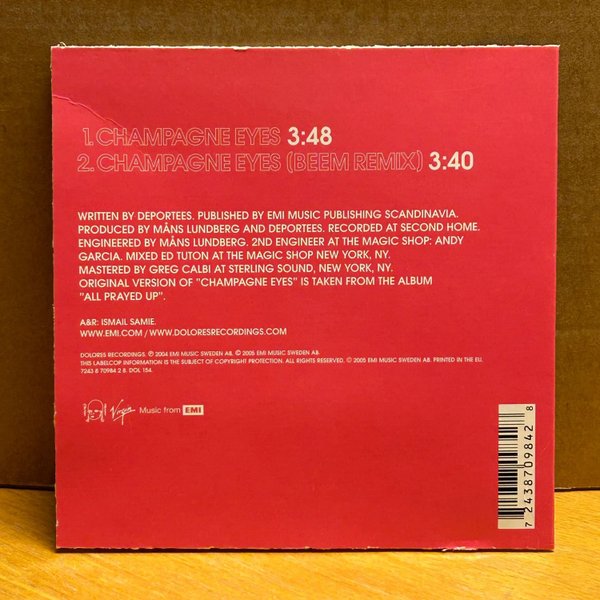 1. CHAMPAGNE EYES 3:48
2. CHAMPAGNE EYES (BEEM REMIX) 3:40
WRITTEN BY DEPORTEES. PUBLISHED BY EMI MUSIC PUBLISHING SCANDINAVIA.
PRODUCED BY MÅNS LUNDBERG AND DEPORTEES. RECORDED AT SECOND HOME.
ENGINEERED BY MÅNS LUNDBERG. 2ND ENGINEER AT THE MAGIC SHOP: ANDY
GARCIA. MIXED ED TUTON AT THE MAGIC SHOP NEW YORK, NY.
MASTERED BY GREG CALBI AT STERLING SOUND, NEW YORK, NY.
ORIGINAL VERSION OF "CHAMPAGNE EYES" IS TAKEN FROM THE ALBUM
"ALL PRAYED UP".
A&R: ISMAIL SAMIE.
WWW.EMI.COM / WWW.DOLORESRECORDINGS.COM
DOLORES RECORDINGS. ℗ 2004 EMI MUSIC SWEDEN AB. © 2005 EMI MUSIC SWEDEN AB.
THIS LABELCOP INFORMATION IS THE SUBJECT OF COPYRIGHT PROTECTION. ALL RIGHTS RESERVED. © 2005 EMI MUSIC SWEDEN AB. PRINTED IN THE EU.
7243 8 70984 2 8. DOL 154.
Virgin Music from EMI
7 24387 09842 8